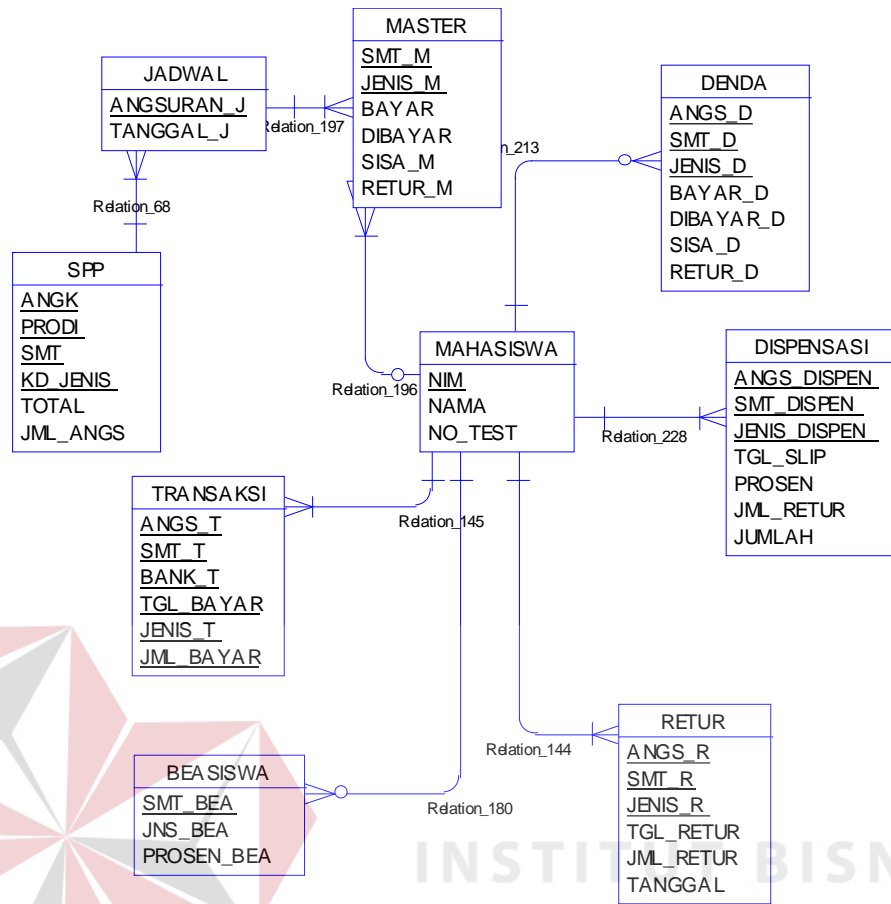 MASTER
SMT_M
JENIS_M
BAYAR
DIBAYAR
SISA_M
RETUR_M
JADWAL
ANGSURAN_J
TANGGAL_J
Relation_197
DENDA
ANGS_D
SMT_D
JENIS_D
BAYAR_D
DIBAYAR_D
SISA_D
RETUR_D
n_213
Relation_68
SPP
ANGK
PRODI
SMT
KD_JENIS
TOTAL
JML_ANGS
MAHASISWA
NIM
NAMA
NO_TEST
Relation_196
DISPENSASI
ANGS_DISPEN
SMT_DISPEN
JENIS_DISPEN
TGL_SLIP
PROSEN
JML_RETUR
JUMLAH
Relation_228
TRANSAKSI
ANGS_T
SMT_T
BANK_T
TGL_BAYAR
JENIS_T
JML_BAYAR
Relation_145
RETUR
ANGS_R
SMT_R
JENIS_R
TGL_RETUR
JML_RETUR
TANGGAL
Relation_144
BEASISWA
SMT_BEA
JNS_BEA
PROSEN_BEA
Relation_180
INSTITUT BISN